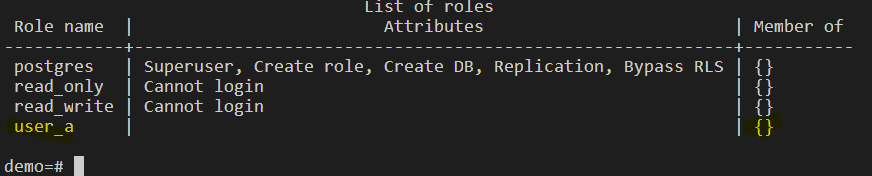 List of roles
Role name | Attributes | Member of
------------+------------------------------------------------------------+-----------
postgres | Superuser, Create role, Create DB, Replication, Bypass RLS | {}
read_only | Cannot login | {}
read_write | Cannot login | {}
user_a | | {}
demo=#